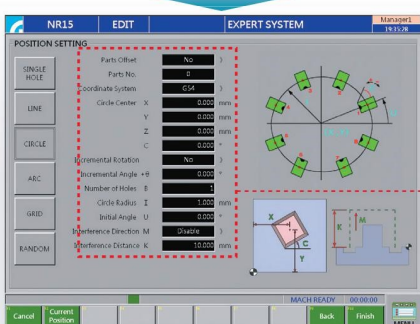 NR15 EDIT EXPERT SYSTEM Manager1
19:35:28
POSITION SETTING
SINGLE HOLE
LINE
CIRCLE
ARC
GRID
RANDOM
Parts Offset No )
Parts No. 0
Coordinate System G54 )
Circle Center X 0.000 mm
Y 0.000 mm
Z 0.000 mm
C 0.000 °
Incremental Rotation No )
Incremental Angle +θ 0.000 °
Number of Holes B 1
Circle Radius I 1.000 mm
Initial Angle U 0.000 °
Interference Direction M Disable )
Interference Distance K 10.000 mm
X
C
Y
K
M
MACH READY 00:00:00
Cancel
Current Position
Back
Finish
MENU